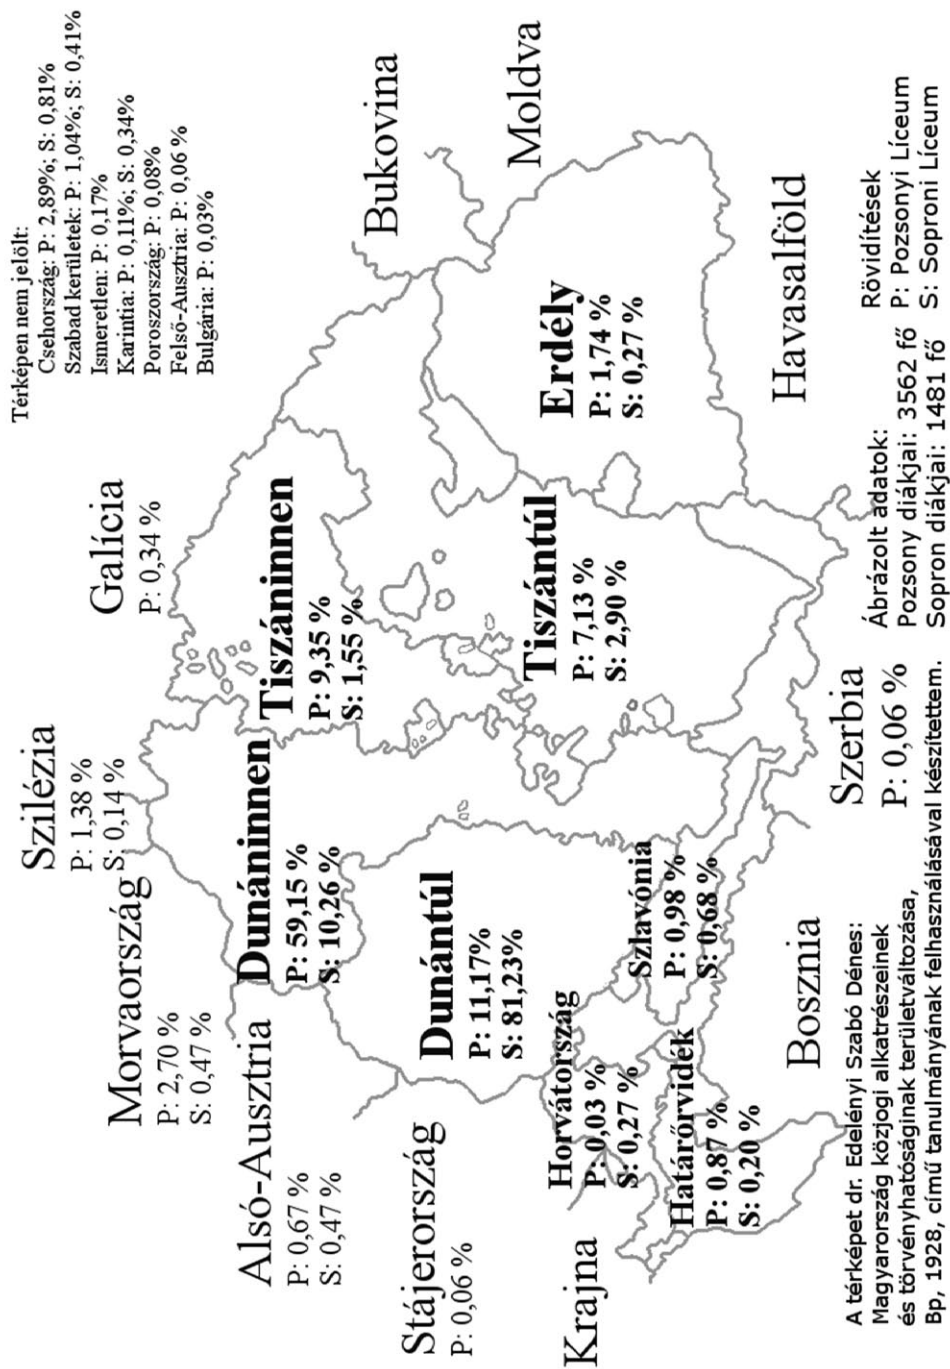 Térképen nem jelölt:
Csehország: P: 2,89%; S: 0,81%
Szabad kerületek: P: 1,04%; S: 0,41%
Ismeretlen: P: 0,17%
Karintia: P: 0,11%; S: 0,34%
Poroszország: P: 0,08%
Felső-Ausztria: P: 0,06 %
Bulgária: P: 0,03%
Szilézia
P: 1,38 %
S: 0,14 %
Galícia
P: 0,34 %
Bukovina
Moldva
Morvaország
P: 2,70 %
S: 0,47 %
Dunáninnen
P: 59,15 %
S: 10,26 %
Tiszáninnen
P: 9,35 %
S: 1,55 %
Alsó-Ausztria
P: 0,67 %
S: 0,47 %
Stájerország
P: 0,06 %
Dunántúl
P: 11,17%
S: 81,23%
Tiszántúl
P: 7,13 %
S: 2,90 %
Erdély
P: 1,74 %
S: 0,27 %
Krajna
Horvátország
P: 0,03 %
S: 0,27 %
Szlavónia
P: 0,98 %
S: 0,68 %
Határőrvidék
P: 0,87 %
S: 0,20 %
Bosznia
Szerbia
P: 0,06 %
Havasalföld
A térképet dr. Edelényi Szabó Dénes:
Magyarország közjogi alkatrészeinek
és törvényhatóságinak területváltozása,
Bp, 1928, című tanulmányának felhasználásával készítettem.
Ábrázolt adatok:
Pozsony diákjai: 3562 fő
Sopron diákjai: 1481 fő
Rövidítések
P: Pozsonyi Líceum
S: Soproni Líceum